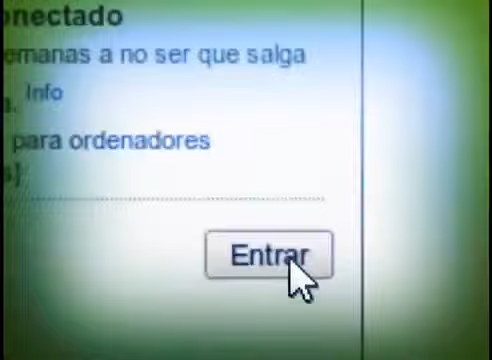 onectado
emanas a no ser que salga
a. Info
para ordenadores
s]
Entrar